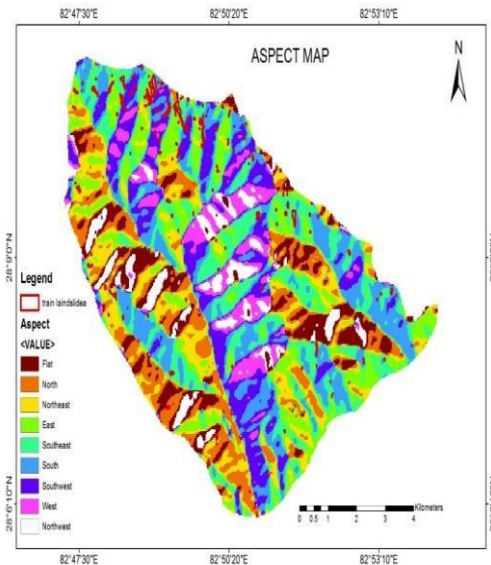 82°47'30"E 82°50'20"E 82°53'10"E
ASPECT MAP
N
28°9'0"N
28°6'10"N
Legend
train laindslides
Aspect
<VALUE>
Flat
North
Northeast
East
Southeast
South
Southwest
West
Northwest
Kilometers
0 0.5 1 2 3 4
82°47'30"E 82°50'20"E 82°53'10"E